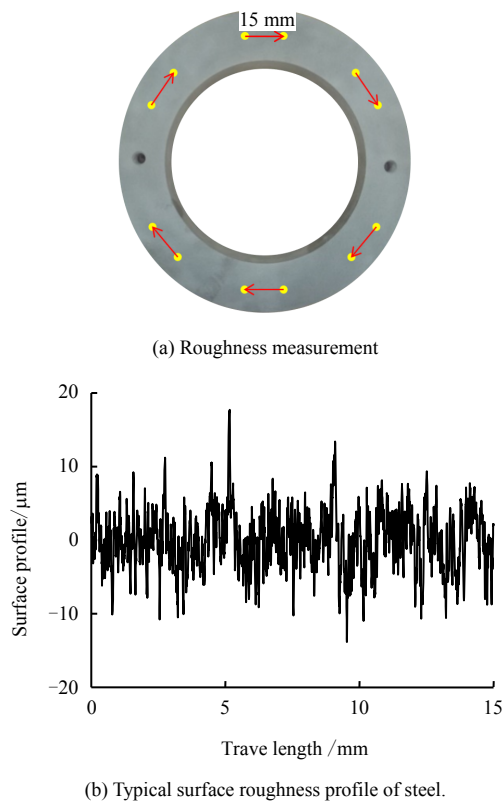 15 mm
(a) Roughness measurement
20
10
0
−10
−20
Surface profile/μm
0
5
10
15
Trave length /mm
(b) Typical surface roughness profile of steel.